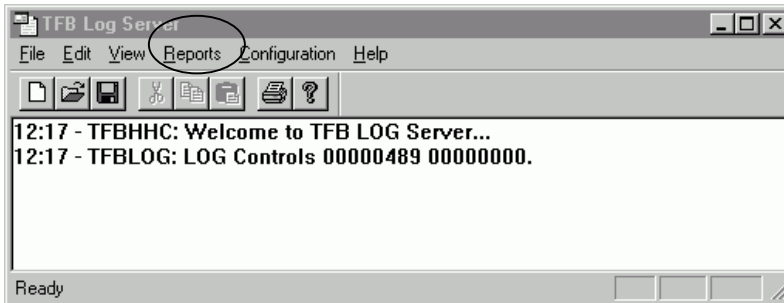 TFB Log Server
File Edit View Reports Configuration Help
12:17 - TFBHHC: Welcome to TFB LOG Server...
12:17 - TFBLOG: LOG Controls 00000489 00000000.
Ready